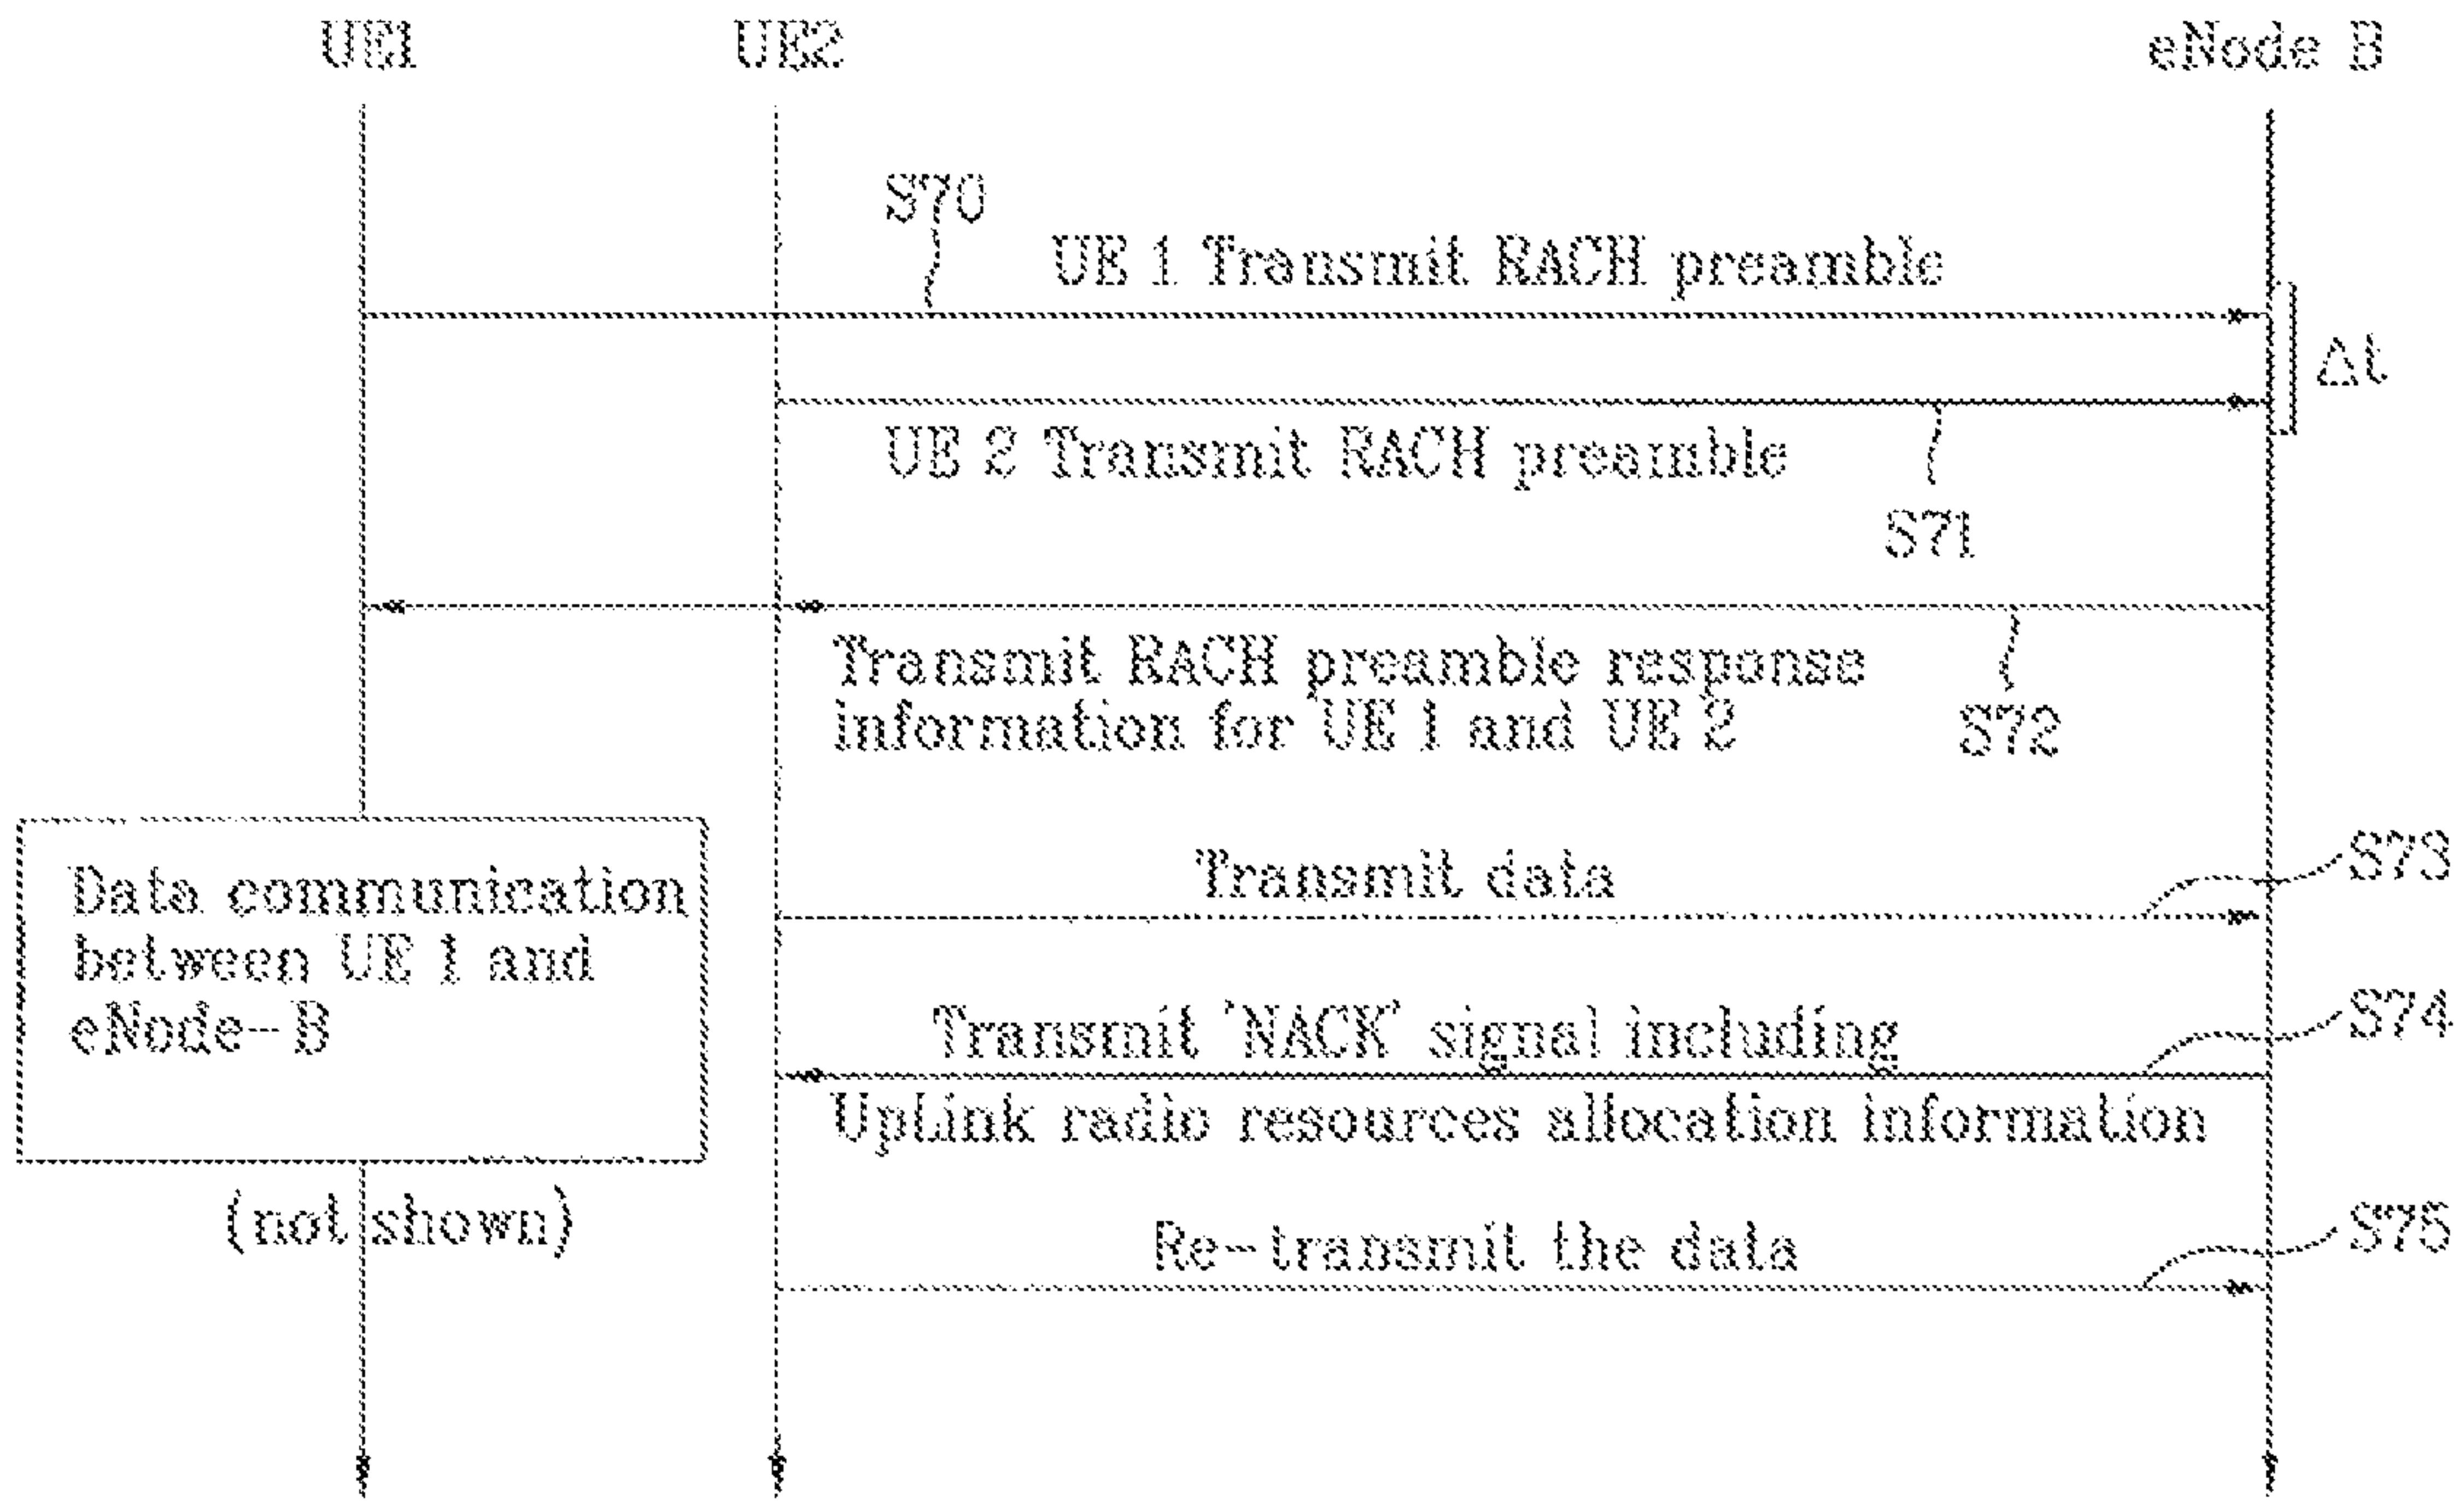 UE1 UE2 eNode B
S70
UE 1 Transmit RACH preamble
Δt
UE 2 Transmit RACH preamble
S71
Transmit RACH preamble response
information for UE 1 and UE 2
S72
Data communication
between UE 1 and
eNode-B
(not shown)
Transmit data
S73
Transmit 'NACK' signal including
S74
UpLink radio resources allocation information
Re-transmit the data
S75